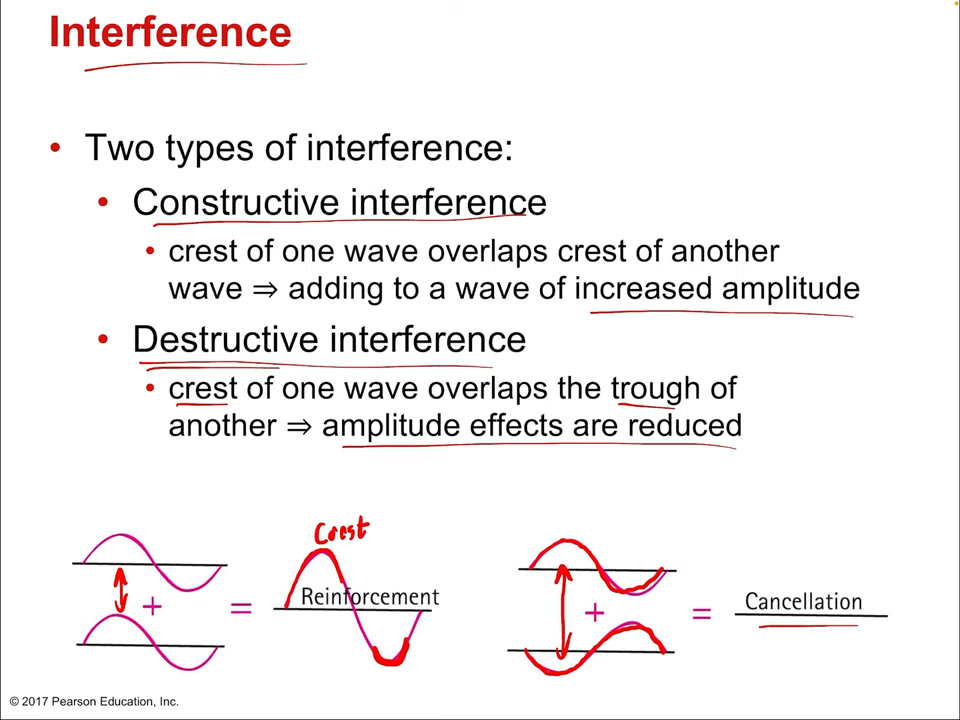 Interference
• Two types of interference:
• Constructive interference
• crest of one wave overlaps crest of another
wave ⇒ adding to a wave of increased amplitude
• Destructive interference
• crest of one wave overlaps the trough of
another ⇒ amplitude effects are reduced
Crest
+ = Reinforcement
+ = Cancellation
© 2017 Pearson Education, Inc.